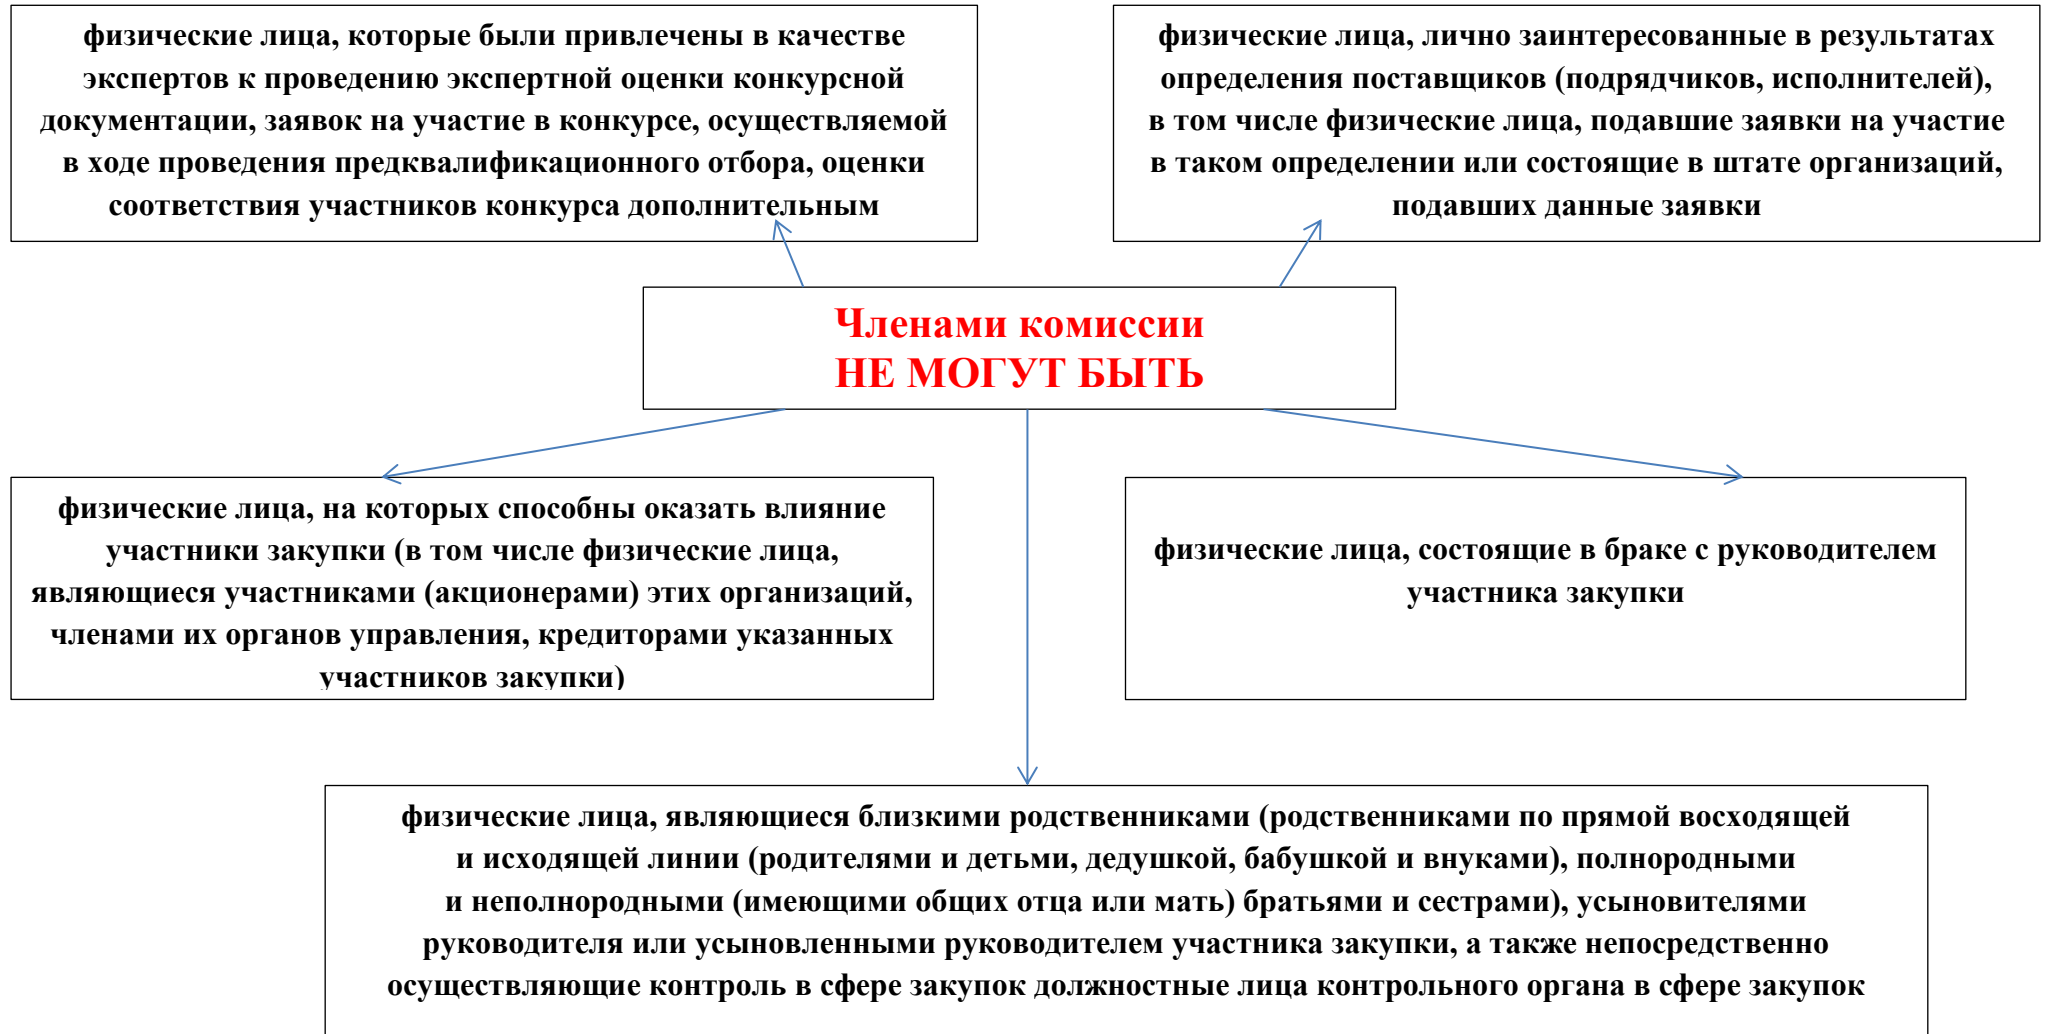 физические лица, которые были привлечены в качестве
экспертов к проведению экспертной оценки конкурсной
документации, заявок на участие в конкурсе, осуществляемой
в ходе проведения предквалификационного отбора, оценки
соответствия участников конкурса дополнительным
физические лица, лично заинтересованные в результатах
определения поставщиков (подрядчиков, исполнителей),
в том числе физические лица, подавшие заявки на участие
в таком определении или состоящие в штате организаций,
подавших данные заявки
Членами комиссии
НЕ МОГУТ БЫТЬ
физические лица, на которых способны оказать влияние
участники закупки (в том числе физические лица,
являющиеся участниками (акционерами) этих организаций,
членами их органов управления, кредиторами указанных
участников закупки)
физические лица, состоящие в браке с руководителем
участника закупки
физические лица, являющиеся близкими родственниками (родственниками по прямой восходящей
и исходящей линии (родителями и детьми, дедушкой, бабушкой и внуками), полнородными
и неполнородными (имеющими общих отца или мать) братьями и сестрами), усыновителями
руководителя или усыновленными руководителем участника закупки, а также непосредственно
осуществляющие контроль в сфере закупок должностные лица контрольного органа в сфере закупок